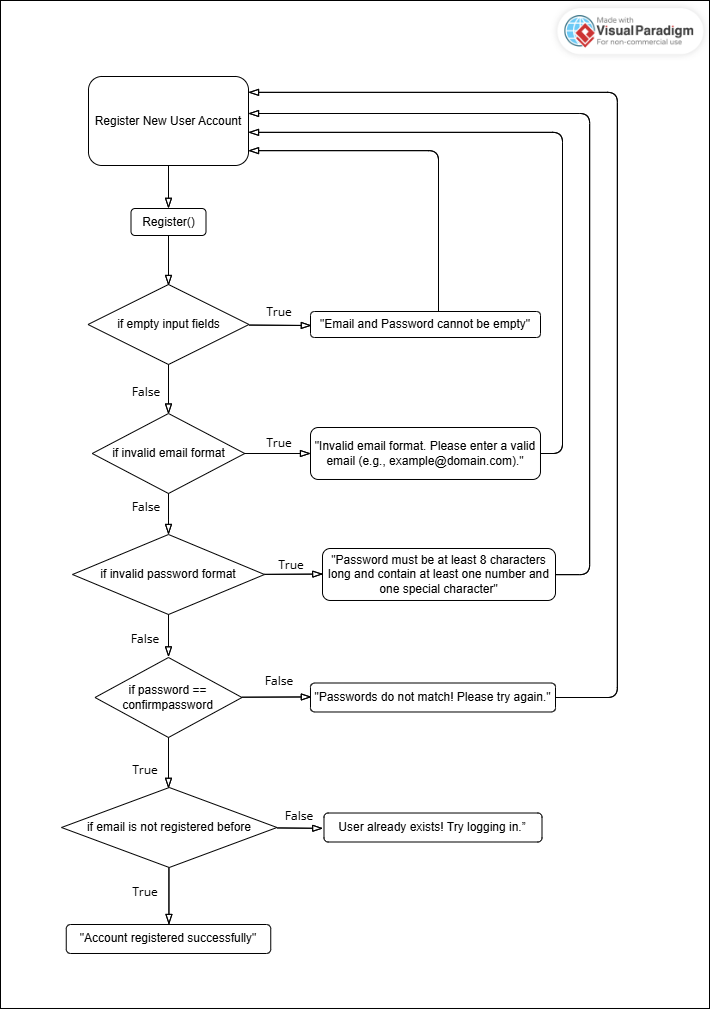 Made with
Visual Paradigm
For non-commercial use
Register New User Account
Register()
if empty input fields
True
"Email and Password cannot be empty"
False
if invalid email format
True
"Invalid email format. Please enter a valid
email (e.g., example@domain.com)."
False
if invalid password format
True
"Password must be at least 8 characters
long and contain at least one number and
one special character"
False
if password ==
confirmpassword
False
"Passwords do not match! Please try again."
True
if email is not registered before
False
User already exists! Try logging in.”
True
"Account registered successfully"